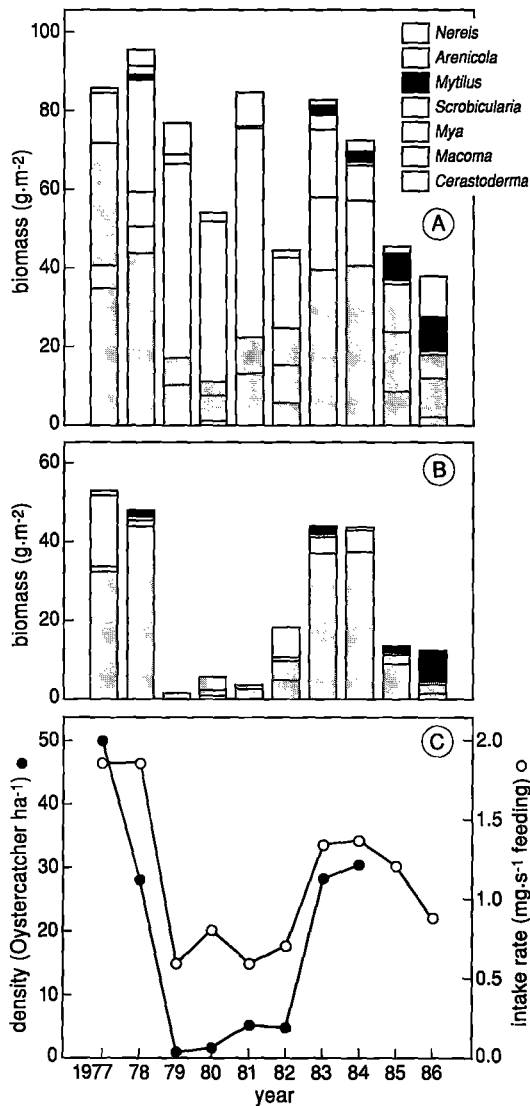 100
80
60
40
20
0
biomass (g·m-2)
Nereis
Arenicola
Mytilus
Scrobicularia
Mya
Macoma
Cerastoderma
A
60
40
20
0
biomass (g·m-2)
B
50
40
30
20
10
0
density (Oystercatcher ha-1) ●
C
2.0
1.5
1.0
0.5
0.0
intake rate (mg·s-1 feeding) ○
1977 78 79 80 81 82 83 84 85 86
year